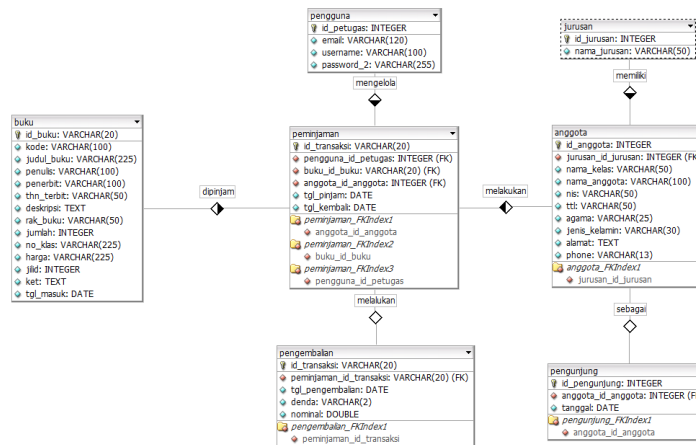 pengguna
id_petugas: INTEGER
email: VARCHAR(120)
username: VARCHAR(100)
password_2: VARCHAR(255)
mengelola
jurusan
id_jurusan: INTEGER
nama_jurusan: VARCHAR(50)
memiliki
buku
id_buku: VARCHAR(20)
kode: VARCHAR(100)
judul_buku: VARCHAR(225)
penulis: VARCHAR(100)
penerbit: VARCHAR(100)
thn_terbit: VARCHAR(50)
deskripsi: TEXT
rak_buku: VARCHAR(50)
jumlah: INTEGER
no_klas: VARCHAR(225)
harga: VARCHAR(225)
jilid: INTEGER
ket: TEXT
tgl_masuk: DATE
dipinjam
peminjaman
id_transaksi: VARCHAR(20)
pengguna_id_petugas: INTEGER (FK)
buku_id_buku: VARCHAR(20) (FK)
anggota_id_anggota: INTEGER (FK)
tgl_pinjam: DATE
tgl_kembali: DATE
peminjaman_FKIndex1
anggota_id_anggota
peminjaman_FKIndex2
buku_id_buku
peminjaman_FKIndex3
pengguna_id_petugas
melakukan
anggota
id_anggota: INTEGER
jurusan_id_jurusan: INTEGER (FK
nama_kelas: VARCHAR(50)
nama_anggota: VARCHAR(100)
nis: VARCHAR(50)
ttl: VARCHAR(50)
agama: VARCHAR(25)
jenis_kelamin: VARCHAR(30)
alamat: TEXT
phone: VARCHAR(13)
anggota_FKIndex1
jurusan_id_jurusan
melalukan
sebagai
pengembalian
id_transaksi: VARCHAR(20)
peminjaman_id_transaksi: VARCHAR(20) (FK)
tgl_pengembalian: DATE
denda: VARCHAR(2)
nominal: DOUBLE
pengembalian_FKIndex1
peminjaman_id_transaksi
pengunjung
id_pengunjung: INTEGER
anggota_id_anggota: INTEGER (F
tanggal: DATE
pengunjung_FKIndex1
anggota_id_anggota